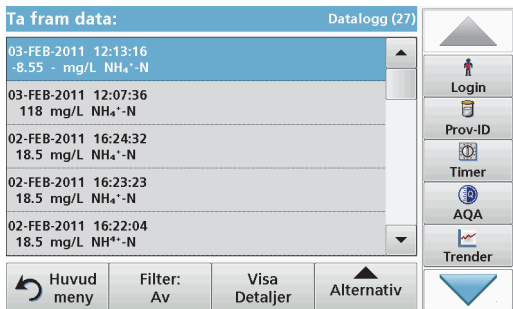 Ta fram data:
Datalogg (27)
03-FEB-2011 12:13:16
-8.55 - mg/L NH₄⁺-N
03-FEB-2011 12:07:36
118 mg/L NH₄⁺-N
02-FEB-2011 16:24:32
18.5 mg/L NH₄⁺-N
02-FEB-2011 16:23:23
18.5 mg/L NH₄⁺-N
02-FEB-2011 16:22:04
18.5 mg/L NH⁴⁺-N
Huvud
meny
Filter:
Av
Visa
Detaljer
Alternativ
Login
Prov-ID
Timer
AQA
Trender